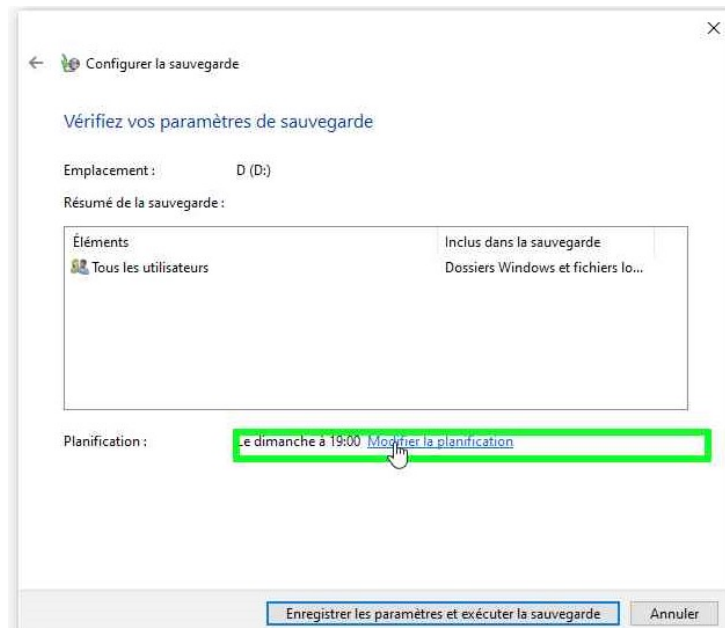 Configurer la sauvegarde
Vérifiez vos paramètres de sauvegarde
Emplacement : D (D:)
Résumé de la sauvegarde :
Éléments Inclus dans la sauvegarde
Tous les utilisateurs Dossiers Windows et fichiers lo...
Planification : Le dimanche à 19:00 Modifier la planification
Enregistrer les paramètres et exécuter la sauvegarde Annuler